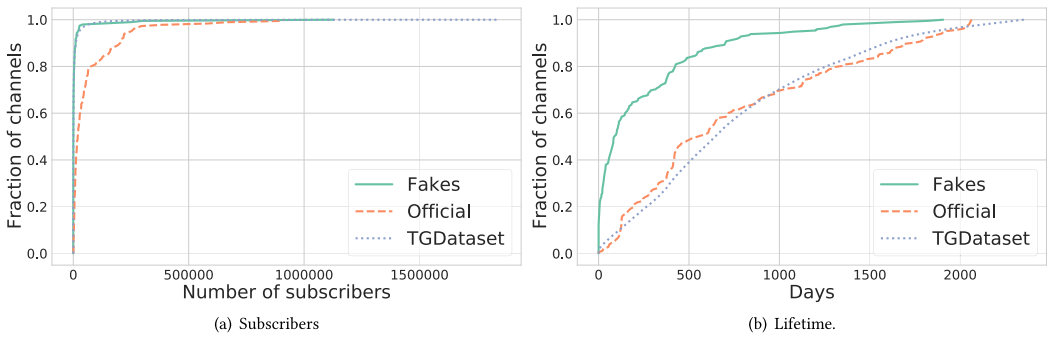 Fraction of channels
1.0
0.8
0.6
0.4
0.2
0.0
Fakes
Official
TGDataset
0
500000
1000000
1500000
Number of subscribers
(a) Subscribers
Fraction of channels
1.0
0.8
0.6
0.4
0.2
0.0
Fakes
Official
TGDataset
0
500
1000
1500
2000
Days
(b) Lifetime.